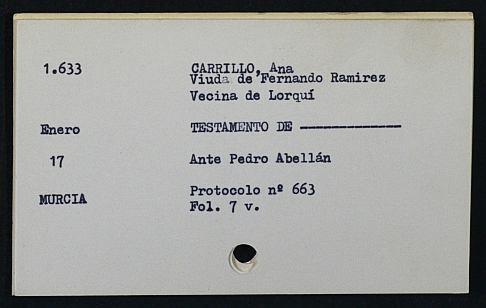 1.633 CARRILLO, Ana
Viuda de Fernando Ramirez
Vecina de Lorquí
Enero TESTAMENTO DE -------------
17 Ante Pedro Abellán
MURCIA Protocolo nº 663
Fol. 7 v.